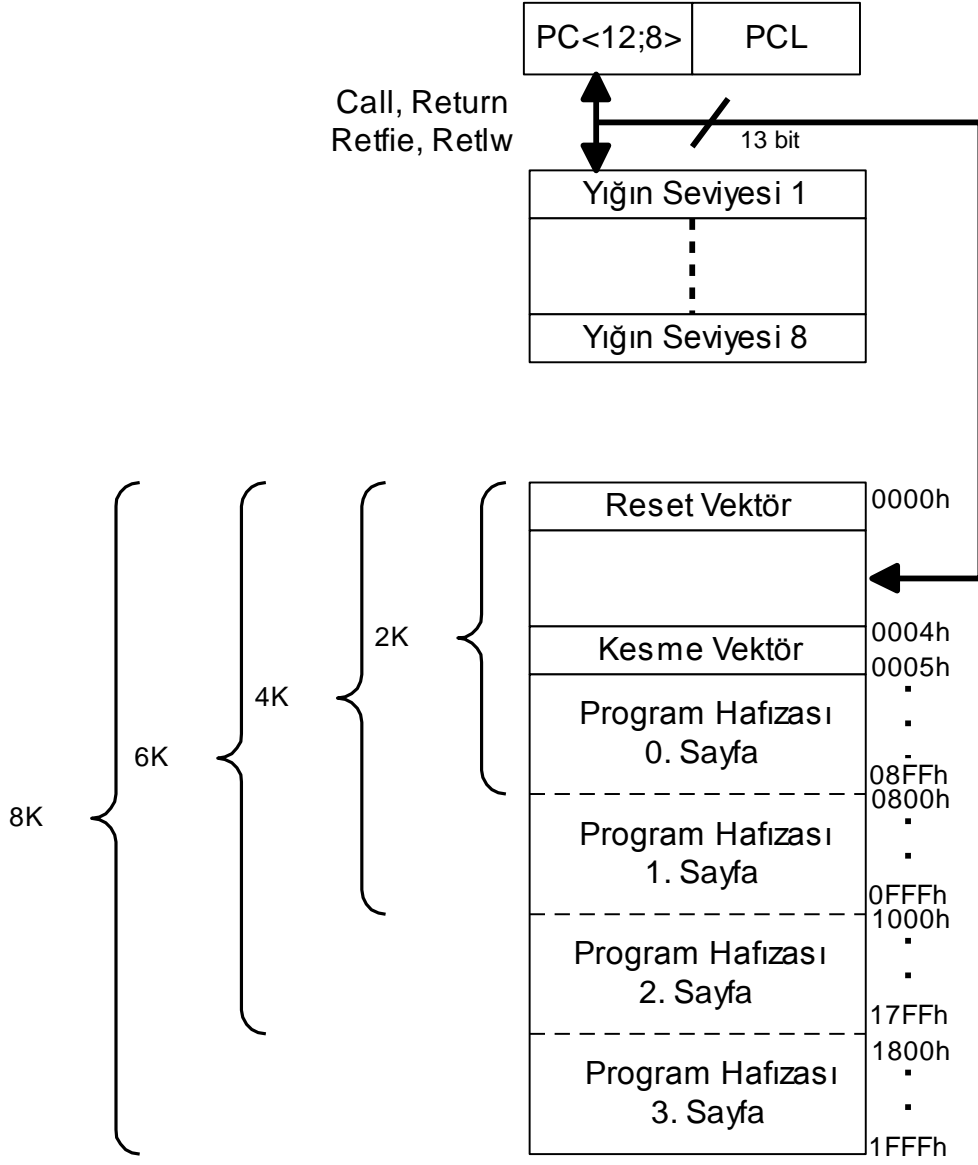 PC<12;8> PCL
Call, Return
Retfie, Retlw
13 bit
Yığın Seviyesi 1
Yığın Seviyesi 8
Reset Vektör
0000h
0004h
Kesme Vektör
0005h
2K
4K
6K
8K
Program Hafızası
0. Sayfa
08FFh
0800h
Program Hafızası
1. Sayfa
0FFFh
1000h
Program Hafızası
2. Sayfa
17FFh
1800h
Program Hafızası
3. Sayfa
1FFFh